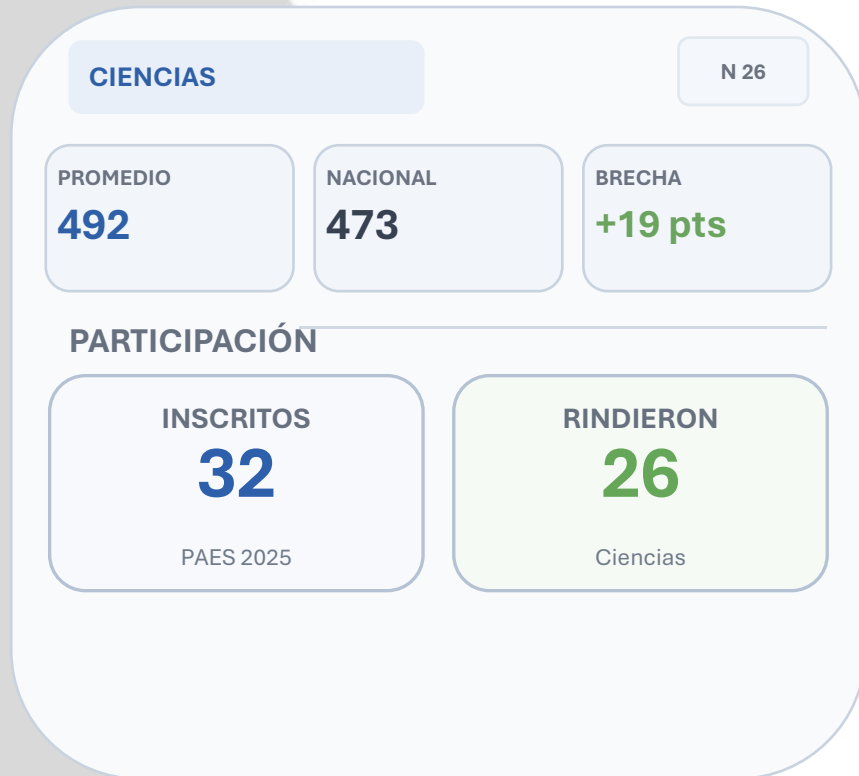 CIENCIAS
N 26
PROMEDIO
492
NACIONAL
473
BRECHA
+19 pts
PARTICIPACIÓN
INSCRITOS
32
PAES 2025
RINDIERON
26
Ciencias